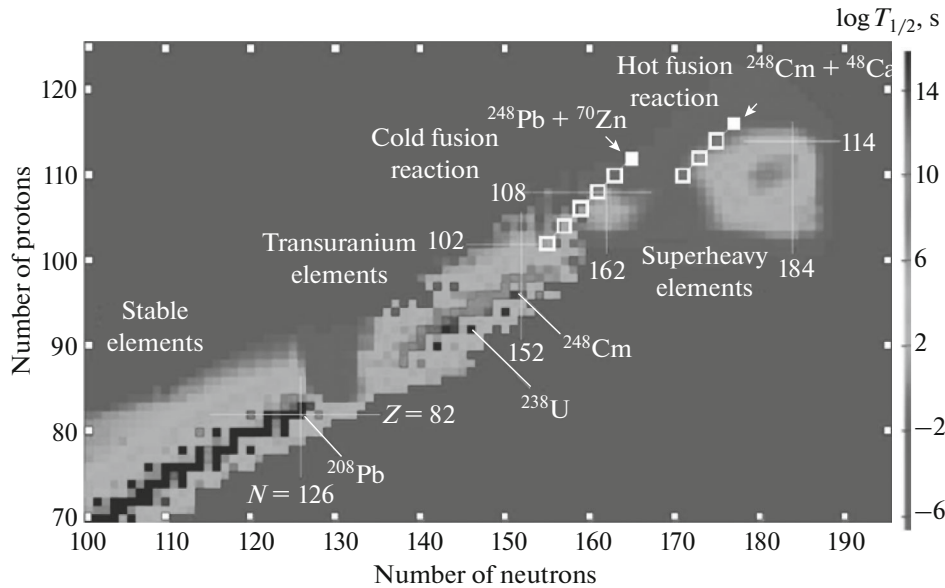 log T₁/₂, s
Hot fusion
reaction
²⁴⁸Cm + ⁴⁸Ca
²⁴⁸Pb + ⁷⁰Zn
Cold fusion
reaction
114
108
Transuranium
elements
102
162
Superheavy
elements
184
Stable
elements
152
²⁴⁸Cm
²³⁸U
Z = 82
²⁰⁸Pb
N = 126
Number of protons
120
110
100
90
80
70
14
10
6
2
−2
−6
100 110 120 130 140 150 160 170 180 190
Number of neutrons